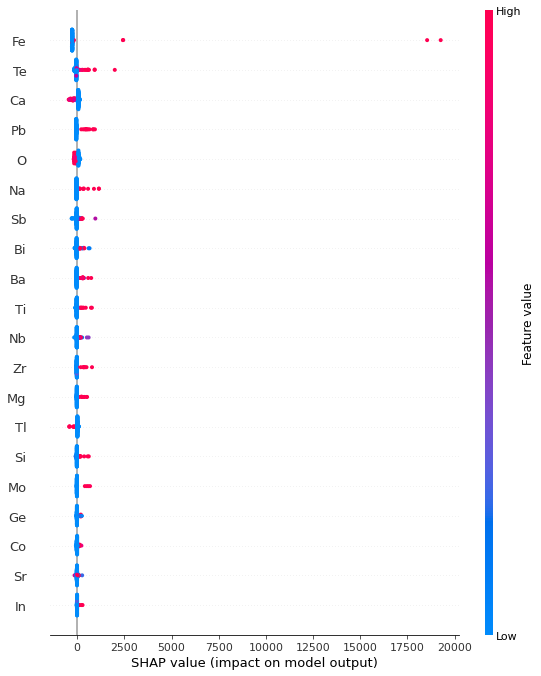 High
Fe
Te
Ca
Pb
O
Na
Sb
Bi
Ba
Ti
Nb
Zr
Mg
Tl
Si
Mo
Ge
Co
Sr
In
Feature value
Low
0 2500 5000 7500 10000 12500 15000 17500 20000
SHAP value (impact on model output)